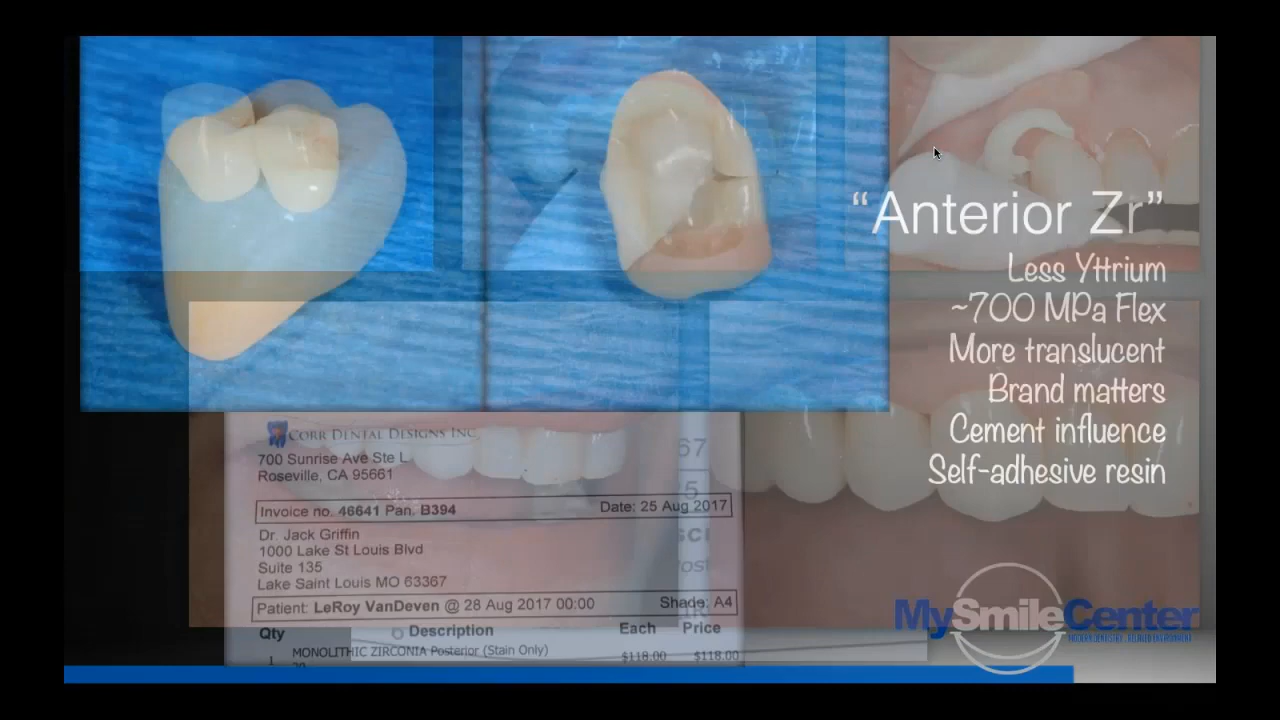 “Anterior Zr”
Less Yttrium
~700 MPa Flex
More translucent
Brand matters
Cement influence
Self-adhesive resin
CORR DENTAL DESIGNS INC
700 Sunrise Ave Ste L
Roseville, CA 95661
Invoice no. 46641 Pan. B394 Date: 25 Aug 2017
Dr. Jack Griffin
1000 Lake St Louis Blvd
Suite 135
Lake Saint Louis MO 63367
Patient: LeRoy VanDeven @ 28 Aug 2017 00:00 Shade: A4
Qty Description Each Price
1 MONOLITHIC ZIRCONIA Posterior (Stain Only) $118.00 $118.00
67
MySmileCenter